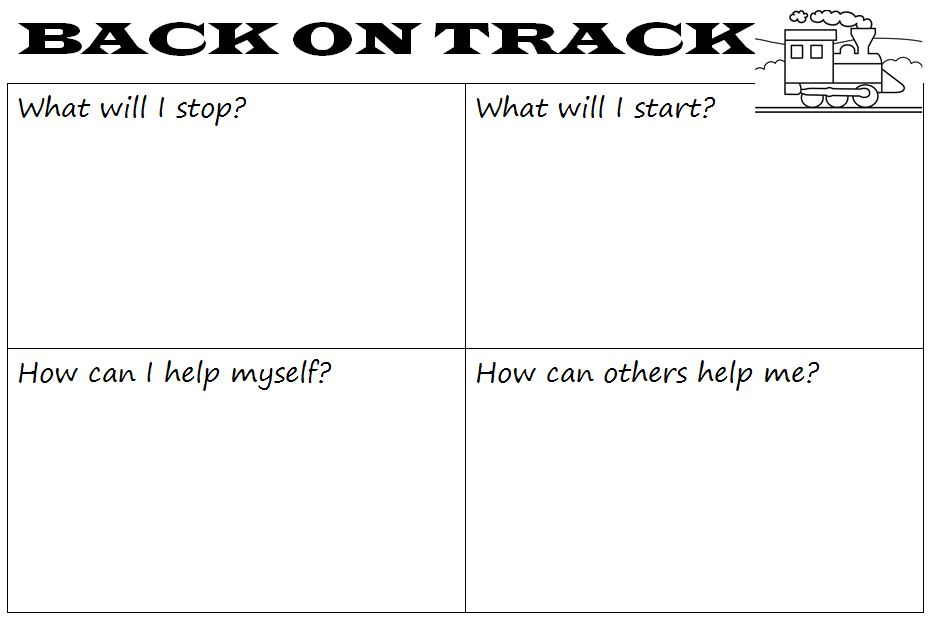 BACK ON TRACK
What will I stop?
What will I start?
How can I help myself?
How can others help me?